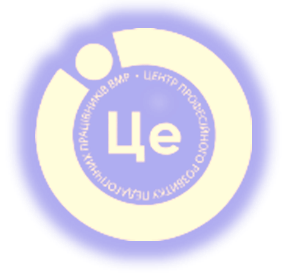 ЦЕНТР ПРОФЕСІЙНОГО РОЗВИТКУ ПЕДАГОГІЧНИХ ПРАЦІВНИКІВ ВМР •
Це